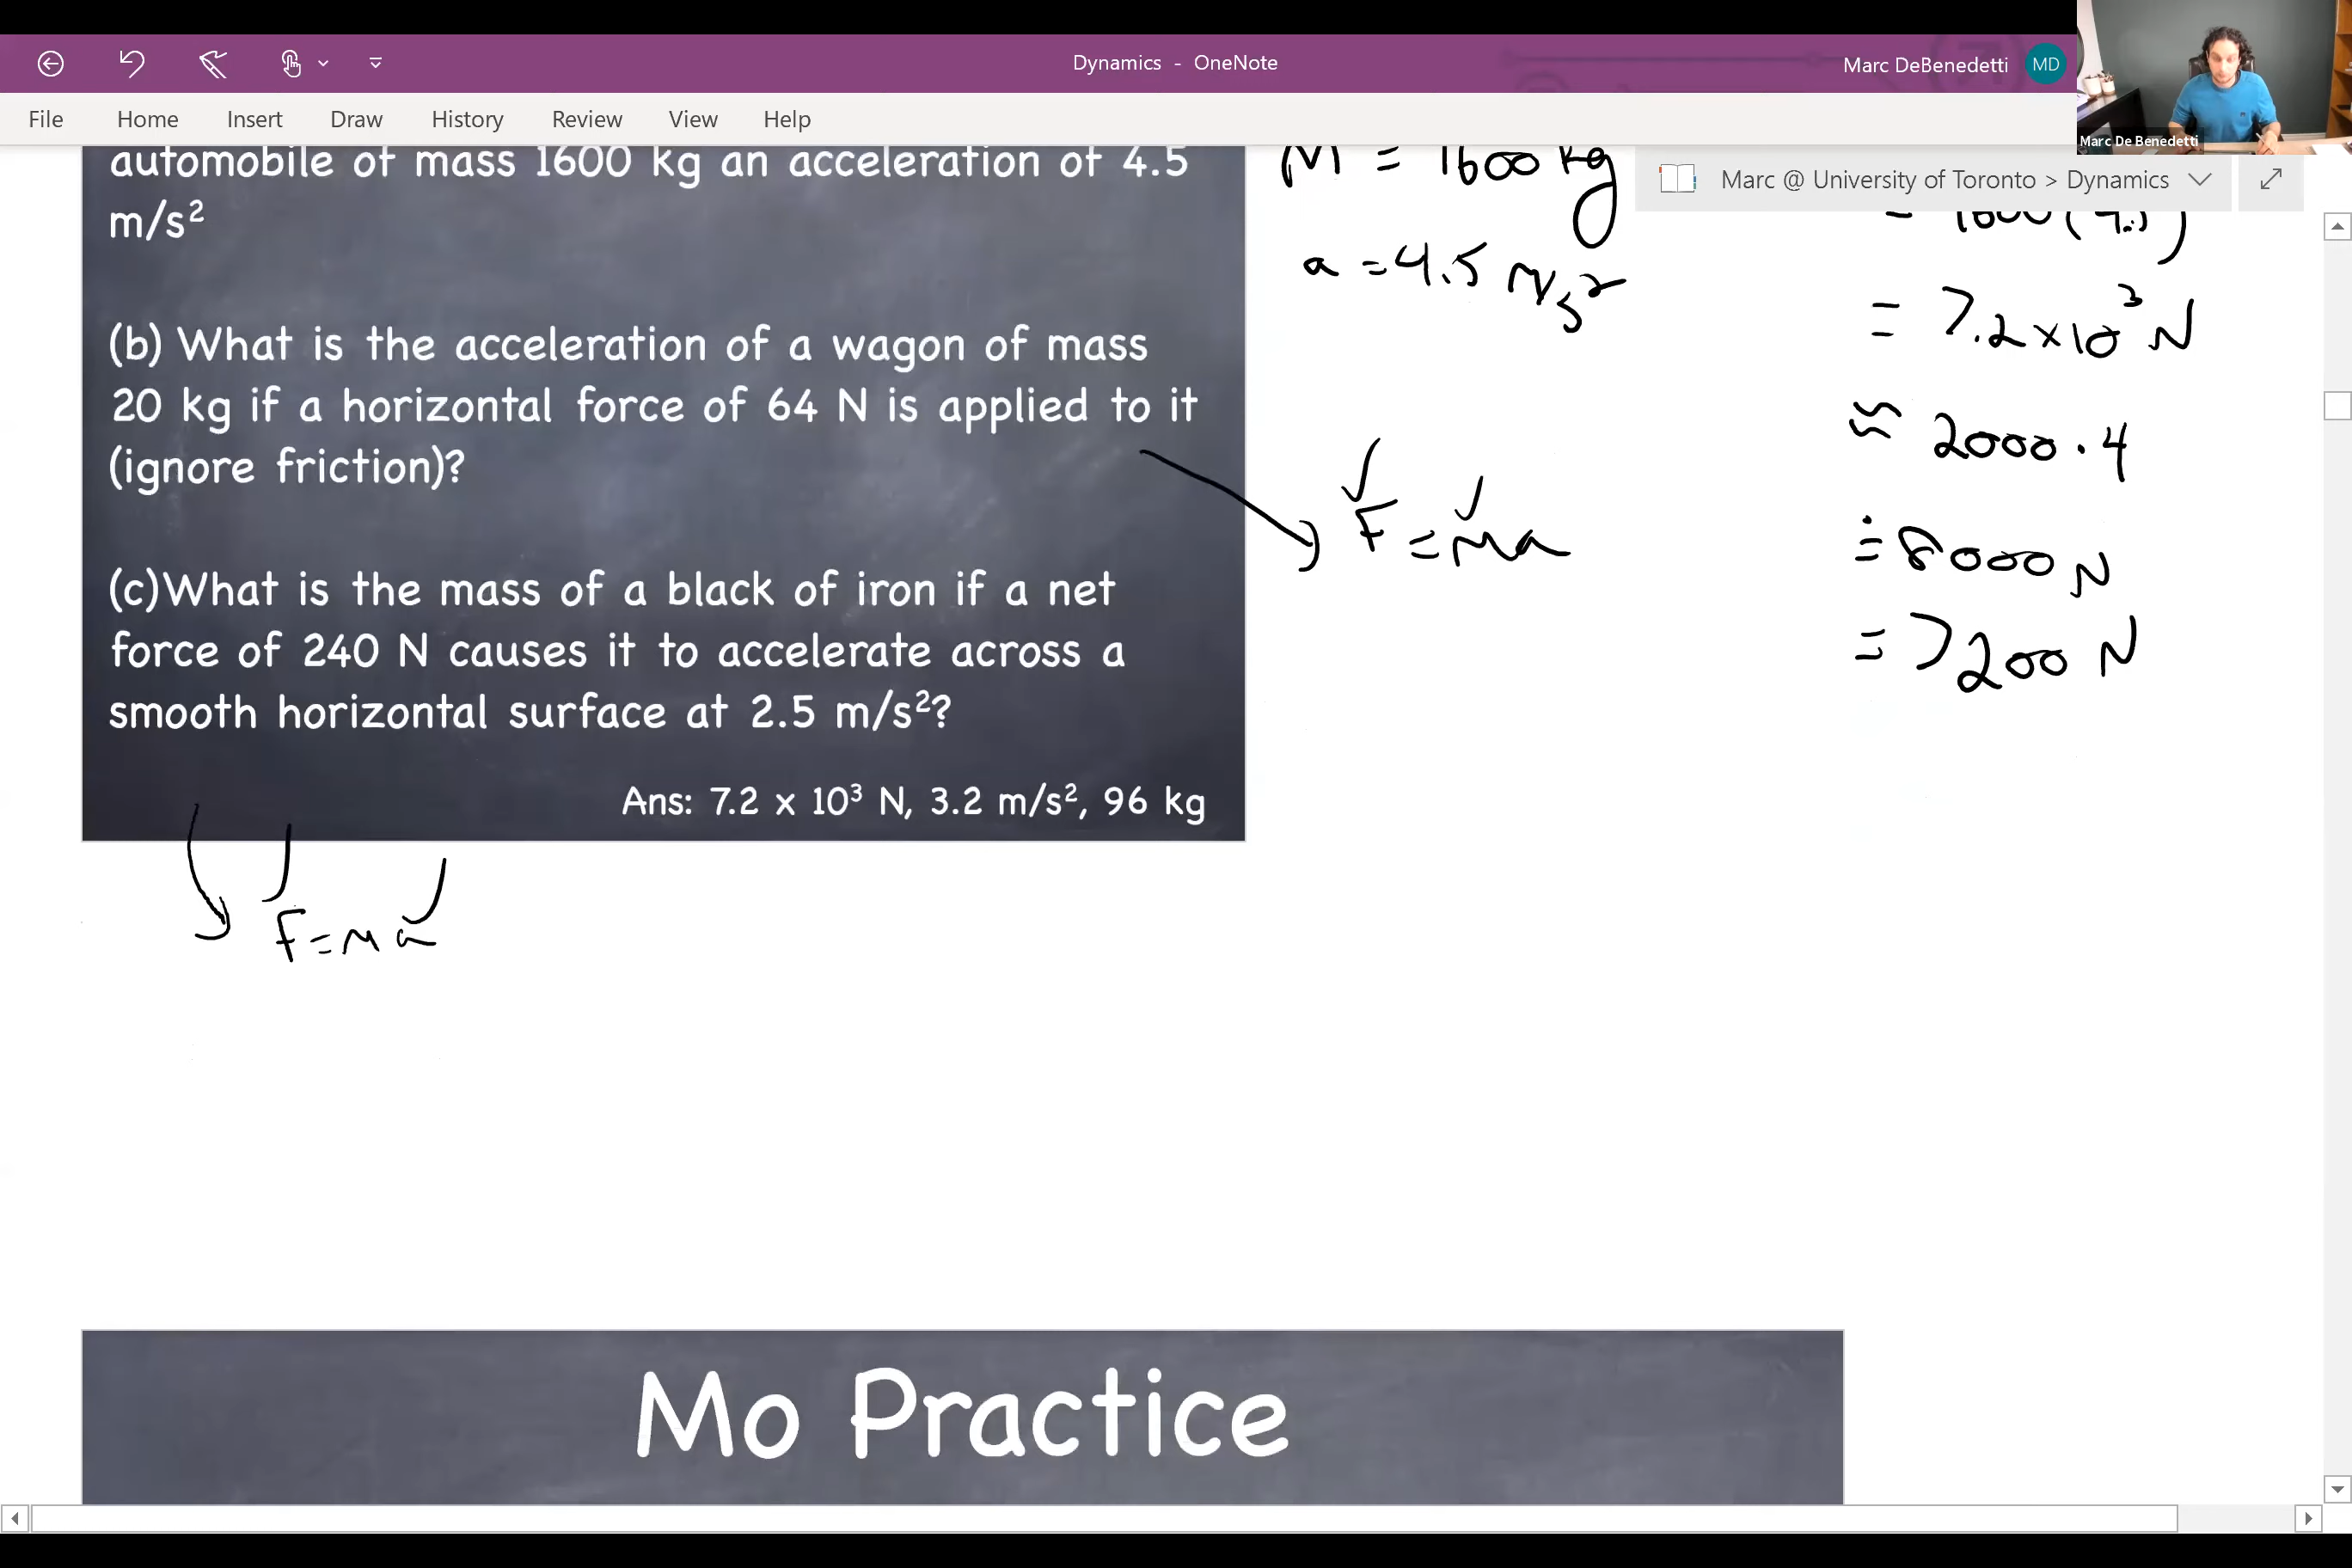 Dynamics - OneNote
Marc DeBenedetti MD
File Home Insert Draw History Review View Help
Marc De Benedetti
Marc @ University of Toronto > Dynamics
automobile of mass 1600 kg an acceleration of 4.5
m/s²
(b) What is the acceleration of a wagon of mass
20 kg if a horizontal force of 64 N is applied to it
(ignore friction)?
(c)What is the mass of a black of iron if a net
force of 240 N causes it to accelerate across a
smooth horizontal surface at 2.5 m/s²?
Ans: 7.2 x 10³ N, 3.2 m/s², 96 kg
M = 1600 kg
a = 4.5 m/s²
= 1600(4.5)
= 7.2 x 10³ N
≈ 2000 · 4
≐ 8000 N
= 7200 N
F = ma
F = ma
Mo Practice